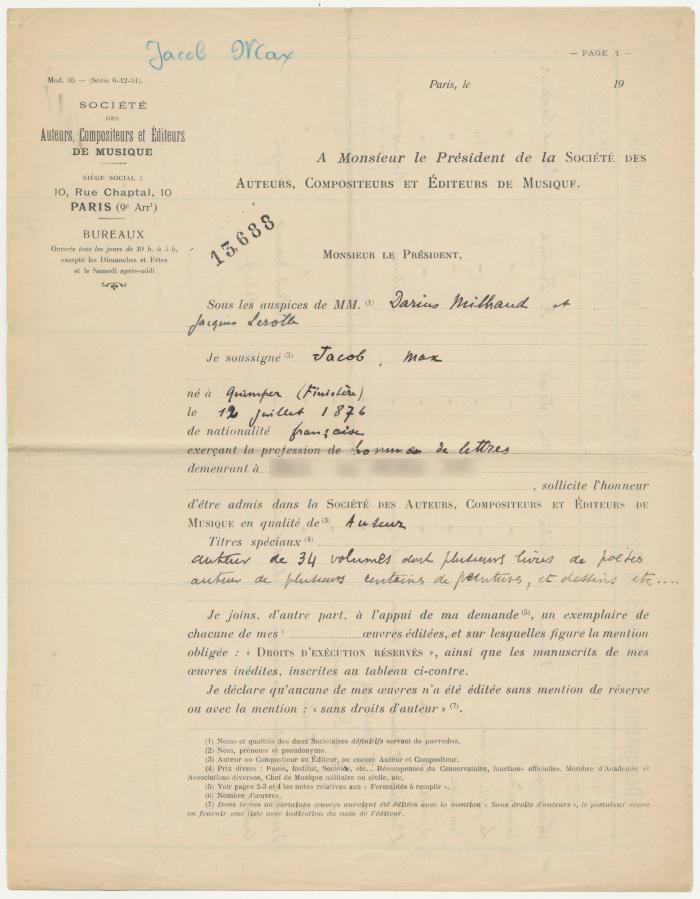 Jacob Max
— PAGE 1 —
Mod. 95 — (Série 6-12-31).
Paris, le 19
SOCIÉTÉ
DES
Auteurs, Compositeurs et Éditeurs
DE MUSIQUE
SIÈGE SOCIAL :
10, Rue Chaptal, 10
PARIS (9e Arrt)
BUREAUX
Ouverts tous les jours de 10 h. à 5 h.
excepté les Dimanches et Fêtes
et le Samedi après-midi
A Monsieur le Président de la SOCIÉTÉ DES
AUTEURS, COMPOSITEURS ET ÉDITEURS DE MUSIQUE.
13688
MONSIEUR LE PRÉSIDENT,
Sous les auspices de MM. (1) Darius Milhaud et
Jacques Lerolle
Je soussigné (2) Jacob, Max
né à Quimper (Finistère)
le 12 juillet 1876
de nationalité française
exerçant la profession de homme de lettres
demeurant à
, sollicite l'honneur
d'être admis dans la SOCIÉTÉ DES AUTEURS, COMPOSITEURS ET ÉDITEURS DE
MUSIQUE en qualité de (3) Auteur
Titres spéciaux (4)
auteur de 34 volumes dont plusieurs livres de poésies
auteur de plusieurs centaines de peintures, et dessins etc....
Je joins, d'autre part, à l'appui de ma demande (5), un exemplaire de
chacune de mes ( œuvres éditées, et sur lesquelles figure la mention
obligée : « DROITS D'EXÉCUTION RÉSERVÉS », ainsi que les manuscrits de mes
œuvres inédites, inscrites au tableau ci-contre.
Je déclare qu'aucune de mes œuvres n'a été éditée sans mention de réserve
ou avec la mention : « sans droits d'auteur » (7).
(1) Noms et qualités des deux Sociétaires définitifs servant de parrains.
(2) Nom, prénoms et pseudonyme.
(3) Auteur ou Compositeur ou Éditeur, ou encore Auteur et Compositeur.
(4) Prix divers : Rome, Institut, Sociétés, etc... Récompenses du Conservatoire, fonctions officielles. Membre d'Académie et
Associations diverses, Chef de Musique militaire ou civile, etc.
(5) Voir pages 2-3 et 4 les notes relatives aux « Formalités à remplir ».
(6) Nombre d'œuvres.
(7) Dans le cas où certaines œuvres auraient été éditées avec la mention « Sans droits d'auteurs », le postulant devra
en fournir une liste avec indication du nom de l'éditeur.